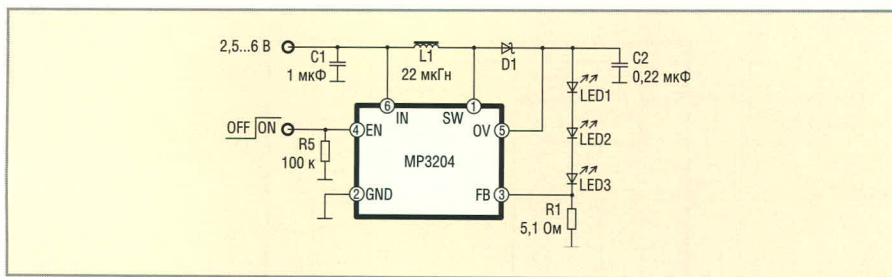 2,5...6 В
C1
1 мкФ
L1
22 мкГн
D1
C2
0,22 мкФ
LED1
6
IN
1
SW
OFF
ON
4
EN
OV
5
LED2
R5
100 к
MP3204
LED3
2
GND
FB
3
R1
5,1 Ом